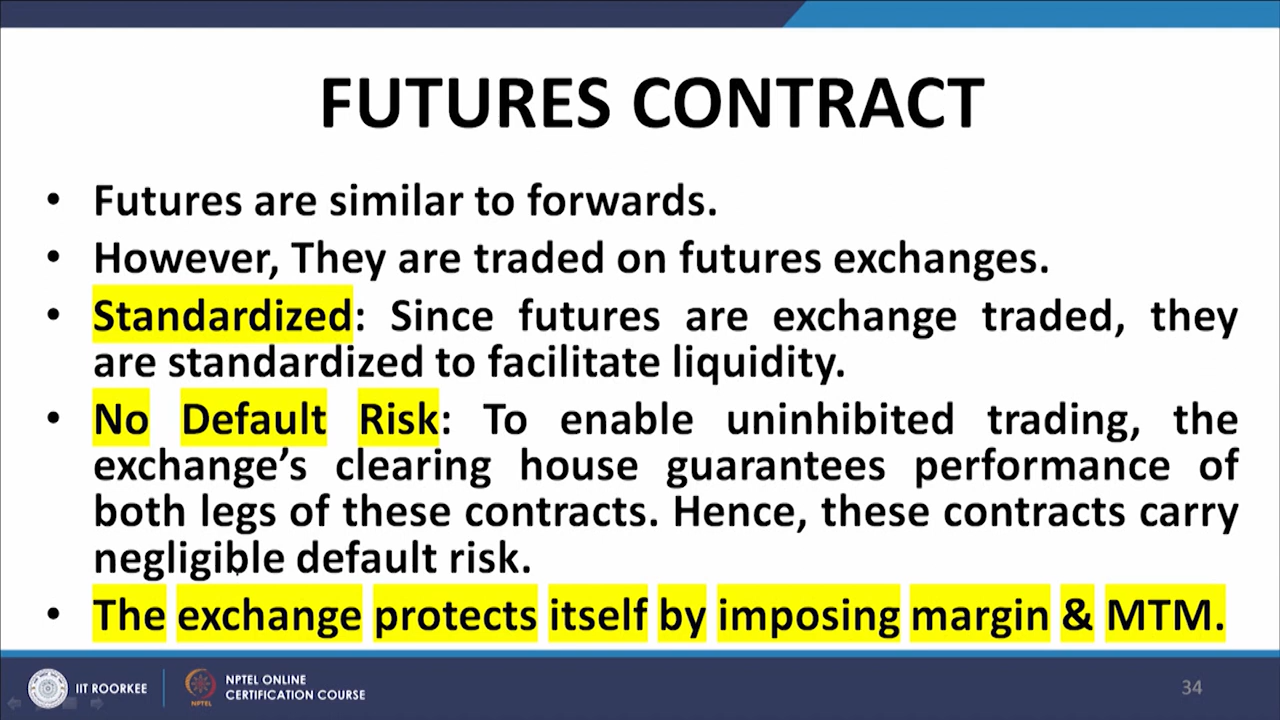 FUTURES CONTRACT
• Futures are similar to forwards.
• However, They are traded on futures exchanges.
• Standardized: Since futures are exchange traded, they
are standardized to facilitate liquidity.
• No Default Risk: To enable uninhibited trading, the
exchange's clearing house guarantees performance of
both legs of these contracts. Hence, these contracts carry
negligible default risk.
• The exchange protects itself by imposing margin & MTM.
IIT ROORKEE
NPTEL
NPTEL ONLINE
CERTIFICATION COURSE
34